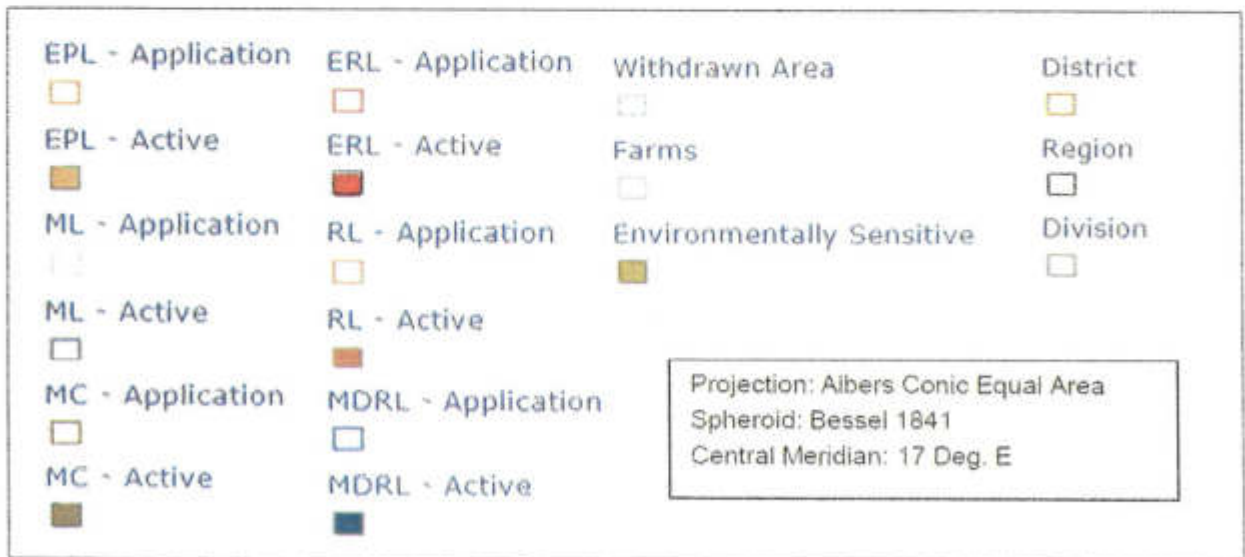 EPL - Application
EPL - Active
ML - Application
ML - Active
MC - Application
MC - Active
ERL - Application
ERL - Active
RL - Application
RL - Active
MDRL - Application
MDRL - Active
Withdrawn Area
Farms
Environmentally Sensitive
District
Region
Division
Projection: Albers Conic Equal Area
Spheroid: Bessel 1841
Central Meridian: 17 Deg. E